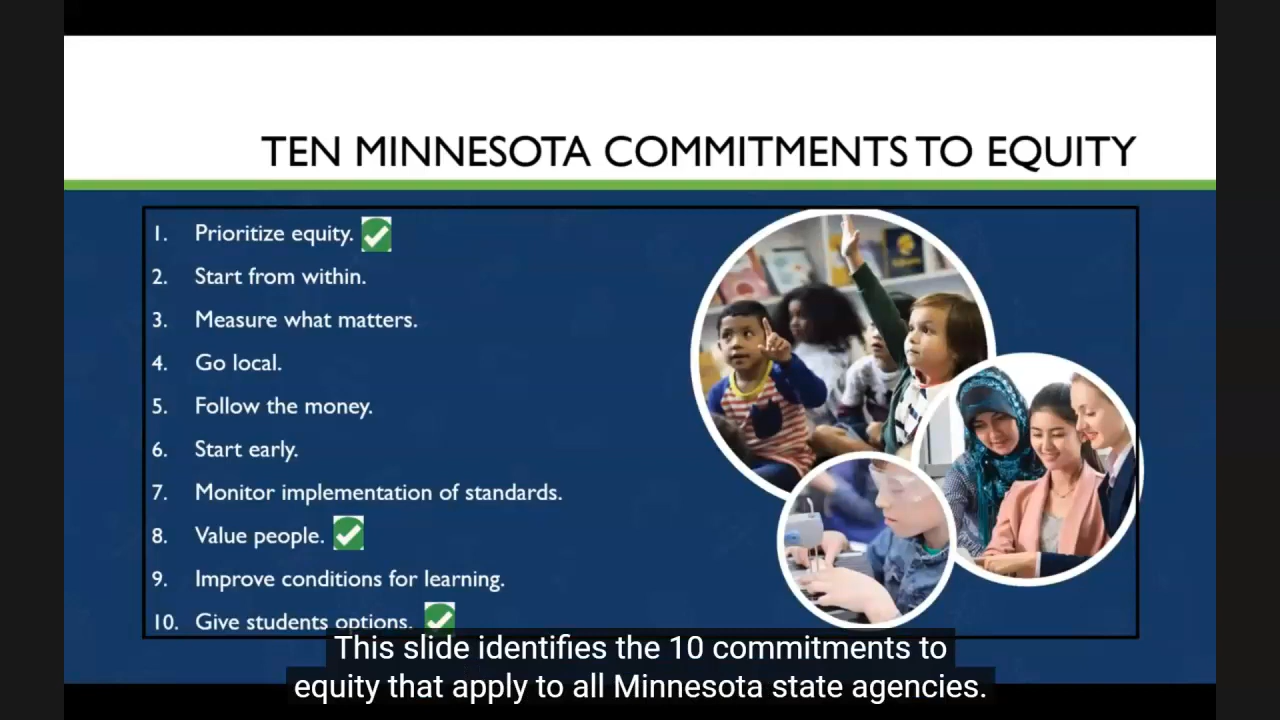 TEN MINNESOTA COMMITMENTS TO EQUITY
1. Prioritize equity.
2. Start from within.
3. Measure what matters.
4. Go local.
5. Follow the money.
6. Start early.
7. Monitor implementation of standards.
8. Value people.
9. Improve conditions for learning.
10. Give students options.
This slide identifies the 10 commitments to
equity that apply to all Minnesota state agencies.